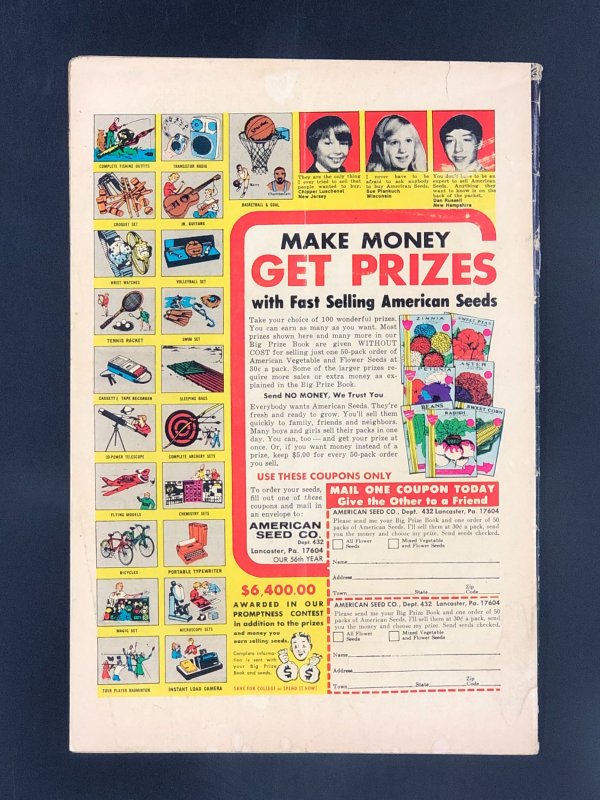 COMPLETE FISHING OUTFITS
TRANSISTOR RADIO
CROQUET SET
JR. GUITARS
BASKETBALL & GOAL
WRIST WATCHES
VOLLEYBALL SET
TENNIS RACKET
SWIM SET
CASSETTE TAPE RECORDER
SLEEPING BAGS
30-POWER TELESCOPE
COMPLETE ARCHERY SETS
FLYING MODELS
CHEMISTRY SETS
BICYCLES
PORTABLE TYPEWRITER
MAGIC SET
MICROSCOPE SETS
FOUR PLAYER BADMINTON
INSTANT LOAD CAMERA
They are the only thing
I ever tried to sell that
people wanted to buy.
Chipper Luschenat
New Jersey
I never have to be
afraid to ask anybody
to buy American Seeds.
Sue Plankuch
Wisconsin
You don't have to be an
expert to sell American
Seeds. Anything they
want to know is on the
back of the packet.
Dan Russell
New Hampshire
MAKE MONEY
GET PRIZES
with Fast Selling American Seeds
Take your choice of 100 wonderful prizes.
You can earn as many as you want. Most
prizes shown here and many more in our
Big Prize Book are given WITHOUT
COST for selling just one 50-pack order of
American Vegetable and Flower Seeds at
30¢ a pack. Some of the larger prizes re-
quire more sales or extra money as ex-
plained in the Big Prize Book.
Send NO MONEY, We Trust You
Everybody wants American Seeds. They're
fresh and ready to grow. You'll sell them
quickly to family, friends and neighbors.
Many boys and girls sell their packs in one
day. You can, too — and get your prize at
once. Or, if you want money instead of a
prize, keep $5.00 for every 50-pack order
you sell.
ZINNIA
SWEET PEAS
PETUNIA
ASTER
BEANS
RADISH
SWEET CORN
USE THESE COUPONS ONLY
To order your seeds,
fill out one of these
coupons and mail in
an envelope to:
AMERICAN
SEED CO.
Dept. 432
Lancaster, Pa. 17604
OUR 56th YEAR
MAIL ONE COUPON TODAY
Give the Other to a Friend
AMERICAN SEED CO., Dept. 432 Lancaster, Pa. 17604
Please send me your Big Prize Book and one order of 50
packs of American Seeds. I'll sell them at 30¢ a pack, send
you the money and choose my prize. Send seeds checked.
All Flower
Seeds
Mixed Vegetable
and Flower Seeds
Name
Address
Town State Zip Code
AMERICAN SEED CO., Dept 432 Lancaster, Pa. 17604
Please send me your Big Prize Book and one order of 50
packs of American Seeds. I'll sell them at 30¢ a pack, send
you the money and choose my prize. Send seeds checked.
All Flower
Seeds
Mixed Vegetable
and Flower Seeds
Name
Address
Town State Zip Code
$6,400.00
AWARDED IN OUR
PROMPTNESS CONTEST
in addition to the prizes
and money you
earn selling seeds.
Complete informa-
tion is sent with
your Big Prize
Book and seeds.
$ $
SAVE FOR COLLEGE or SPEND IT NOW!